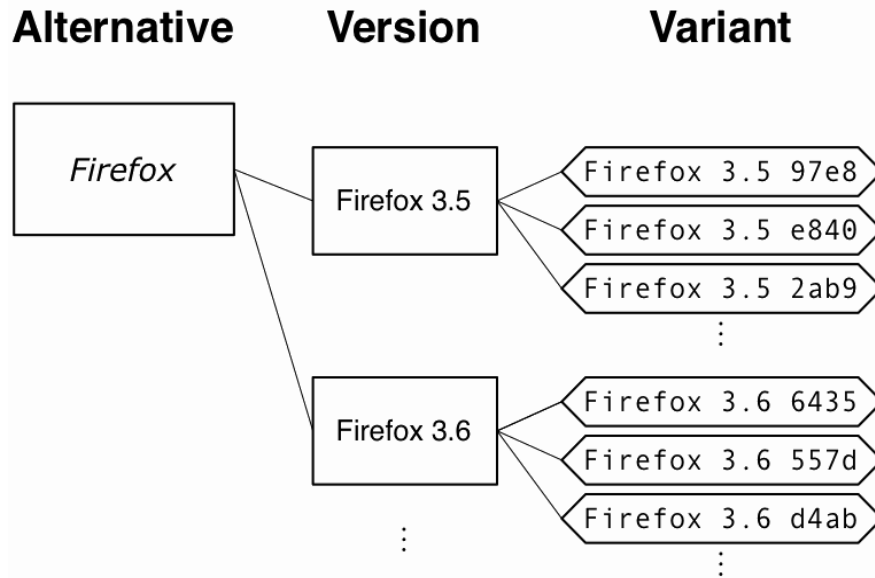 Alternative Version Variant
Firefox
Firefox 3.5
Firefox 3.5 97e8
Firefox 3.5 e840
Firefox 3.5 2ab9
⋮
Firefox 3.6
Firefox 3.6 6435
Firefox 3.6 557d
Firefox 3.6 d4ab
⋮
⋮